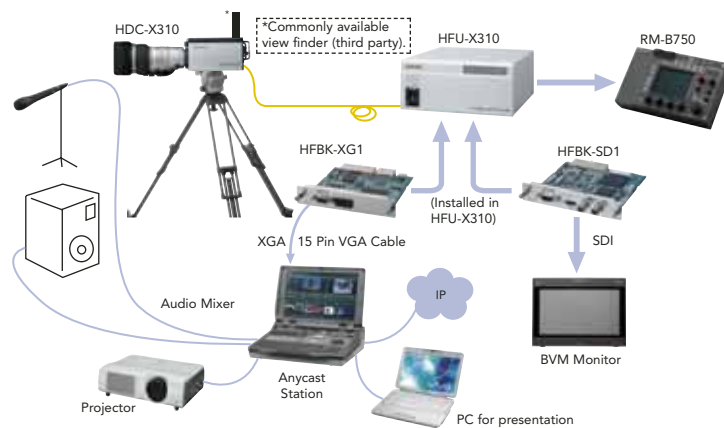 HDC-X310
*
*Commonly available
view finder (third party).
HFU-X310
RM-B750
HFBK-XG1
HFBK-SD1
(Installed in
HFU-X310)
XGA
15 Pin VGA Cable
SDI
Audio Mixer
IP
BVM Monitor
Anycast
Station
Projector
PC for presentation